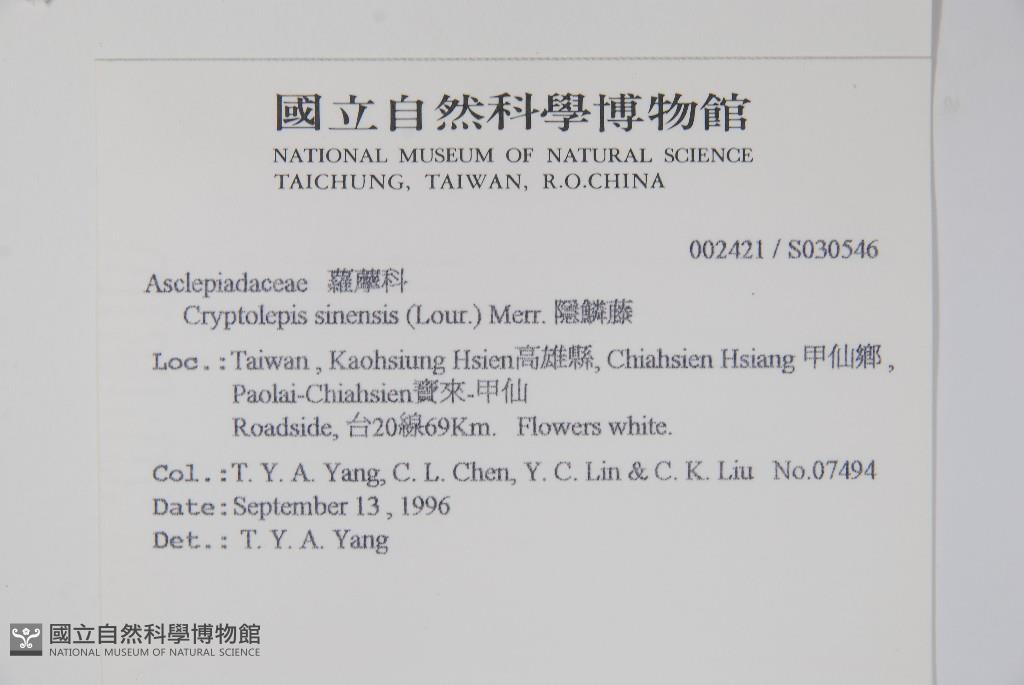 國立自然科學博物館
NATIONAL MUSEUM OF NATURAL SCIENCE
TAICHUNG, TAIWAN, R.O.CHINA
002421 / S030546
Asclepiadaceae 蘿藦科
Cryptolepis sinensis (Lour.) Merr. 隱鱗藤
Loc.: Taiwan , Kaohsiung Hsien高雄縣, Chiahsien Hsiang 甲仙鄉 ,
Paolai-Chiahsien寶來-甲仙
Roadside, 台20線69Km. Flowers white.
Col.: T. Y. A. Yang, C. L. Chen, Y. C. Lin & C. K. Liu No.07494
Date: September 13 , 1996
Det.: T. Y. A. Yang
國立自然科學博物館
NATIONAL MUSEUM OF NATURAL SCIENCE